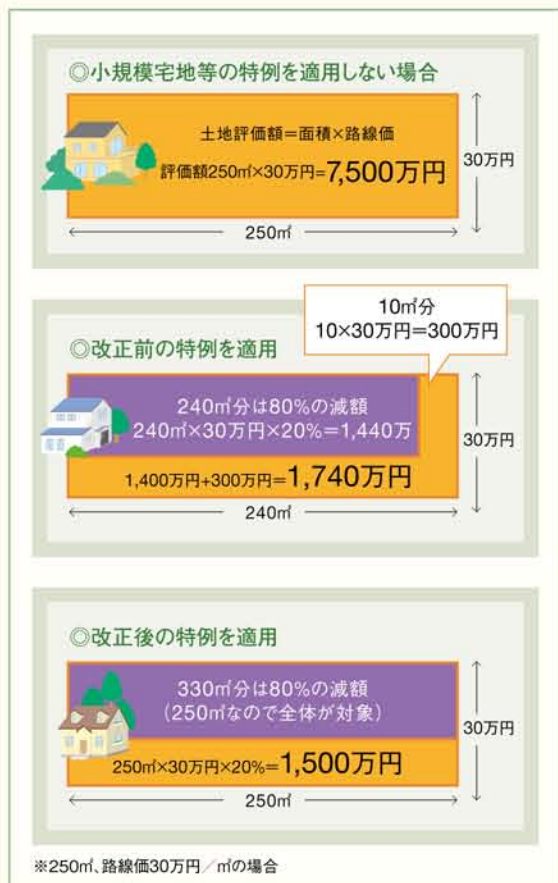 ◎小規模宅地等の特例を適用しない場合
土地評価額=面積×路線価
評価額250㎡×30万円=7,500万円
30万円
250㎡
10㎡分
10×30万円=300万円
◎改正前の特例を適用
240㎡分は80%の減額
240㎡×30万円×20%=1,440万
1,400万円+300万円=1,740万円
30万円
240㎡
◎改正後の特例を適用
330㎡分は80%の減額
(250㎡なので全体が対象)
250㎡×30万円×20%=1,500万円
30万円
250㎡
※250㎡、路線価30万円/㎡の場合